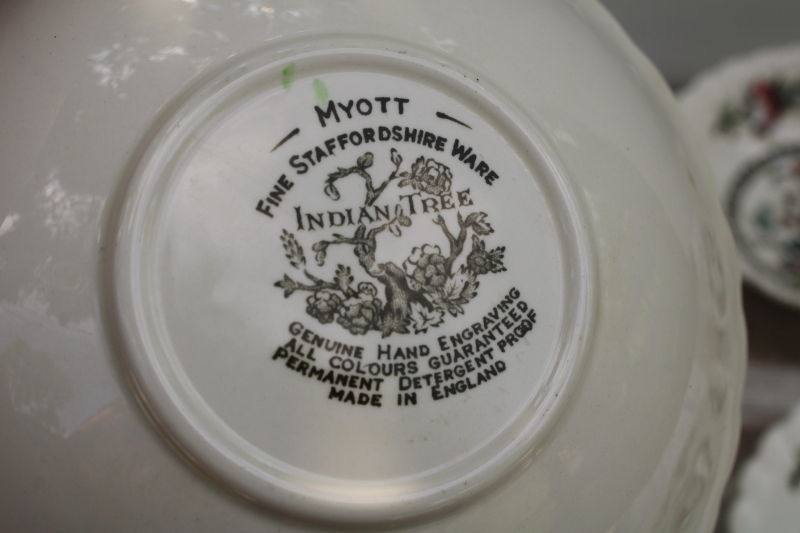 MYOTT
FINE STAFFORDSHIRE WARE
INDIAN TREE
GENUINE HAND ENGRAVING
ALL COLOURS GUARANTEED
PERMANENT DETERGENT PROOF
MADE IN ENGLAND